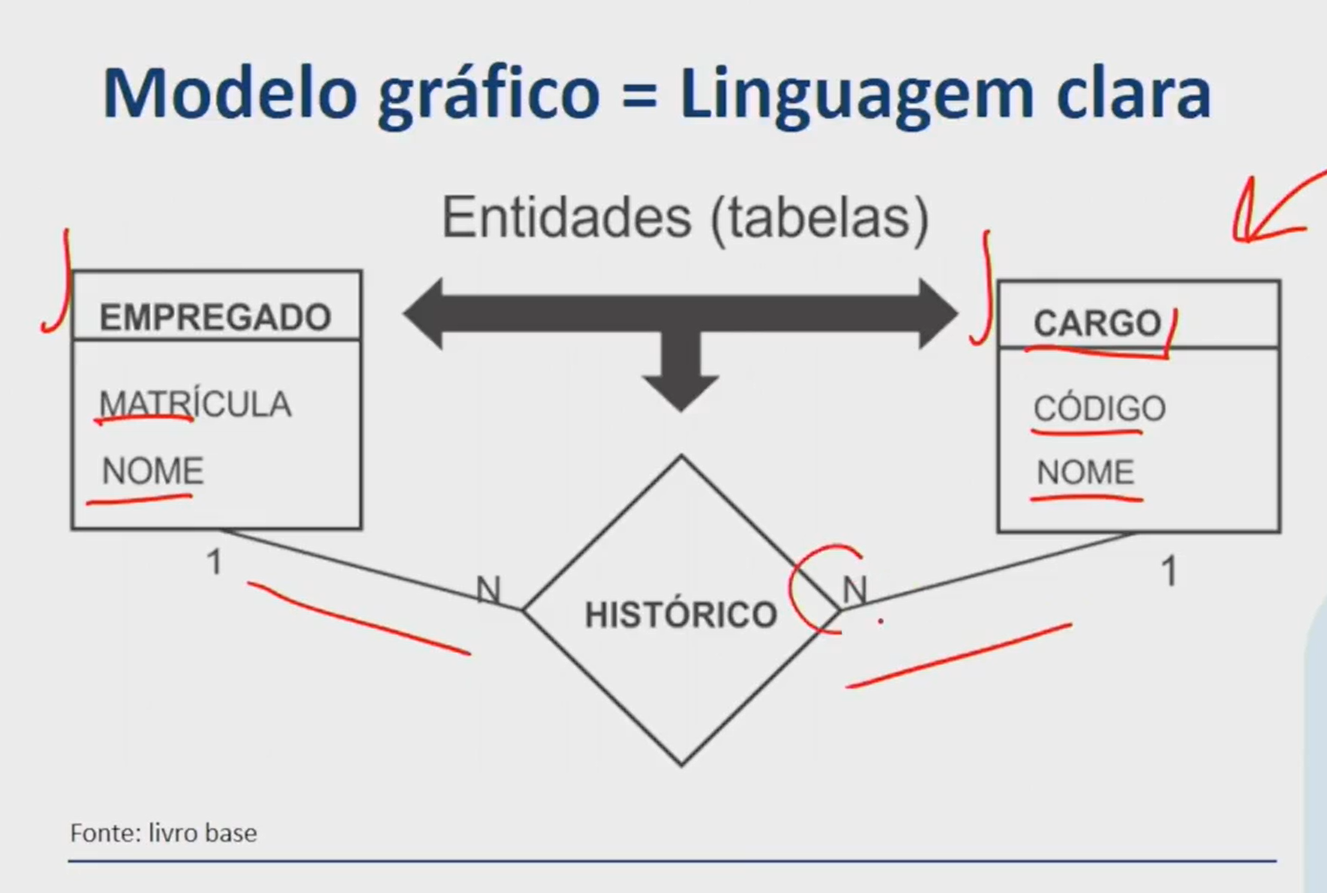 Modelo gráfico = Linguagem clara
Entidades (tabelas)
EMPREGADO
MATRÍCULA
NOME
CARGO
CÓDIGO
NOME
1
N
HISTÓRICO
N
1
Fonte: livro base